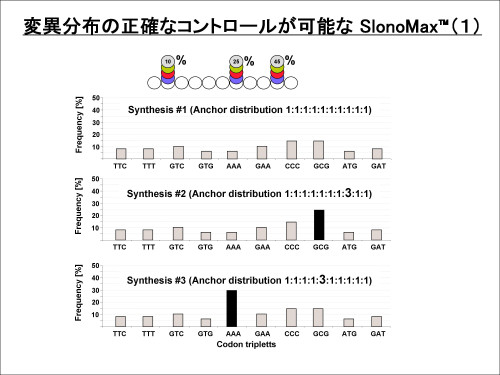 変異分布の正確なコントロールが可能な SlonoMax™(1)
10 % 25 % 45 %
Frequency [%]
50
40
30
20
10
Synthesis #1 (Anchor distribution 1:1:1:1:1:1:1:1:1:1)
TTC TTT GTC GTG AAA GAA CCC GCG ATG GAT
Frequency [%]
50
40
30
20
10
Synthesis #2 (Anchor distribution 1:1:1:1:1:1:1:3:1:1)
TTC TTT GTC GTG AAA GAA CCC GCG ATG GAT
Frequency [%]
50
40
30
20
10
Synthesis #3 (Anchor distribution 1:1:1:1:3:1:1:1:1:1)
TTC TTT GTC GTG AAA GAA CCC GCG ATG GAT
Codon tripletts